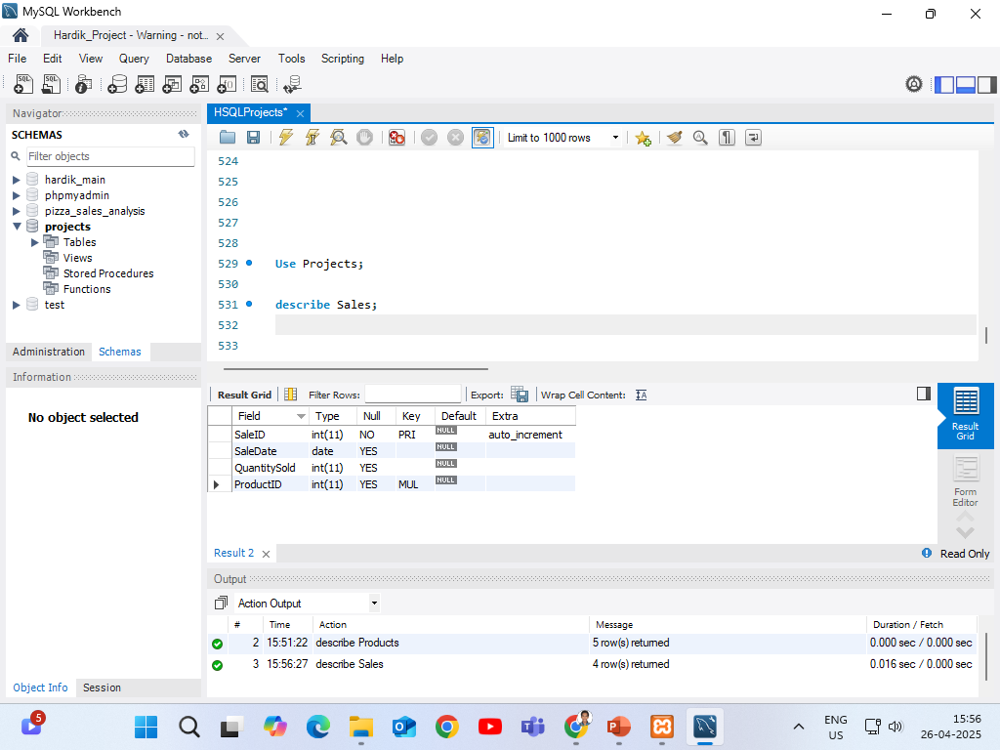 MySQL Workbench
Hardik_Project - Warning - not...
File Edit View Query Database Server Tools Scripting Help
Navigator
SCHEMAS
Filter objects
hardik_main
phpmyadmin
pizza_sales_analysis
projects
Tables
Views
Stored Procedures
Functions
test
Administration Schemas
Information
No object selected
Object Info Session
HSQLProjects*
Limit to 1000 rows
524
525
526
527
528
529 Use Projects;
530
531 describe Sales;
532
533
Result Grid Filter Rows: Export: Wrap Cell Content:
Field Type Null Key Default Extra
SaleID int(11) NO PRI NULL auto_increment
SaleDate date YES NULL
QuantitySold int(11) YES NULL
ProductID int(11) YES MUL NULL
Result
Grid
Form
Editor
Result 2
Read Only
Output
Action Output
# Time Action Message Duration / Fetch
2 15:51:22 describe Products 5 row(s) returned 0.000 sec / 0.000 sec
3 15:56:27 describe Sales 4 row(s) returned 0.016 sec / 0.000 sec
5
ENG
US
15:56
26-04-2025